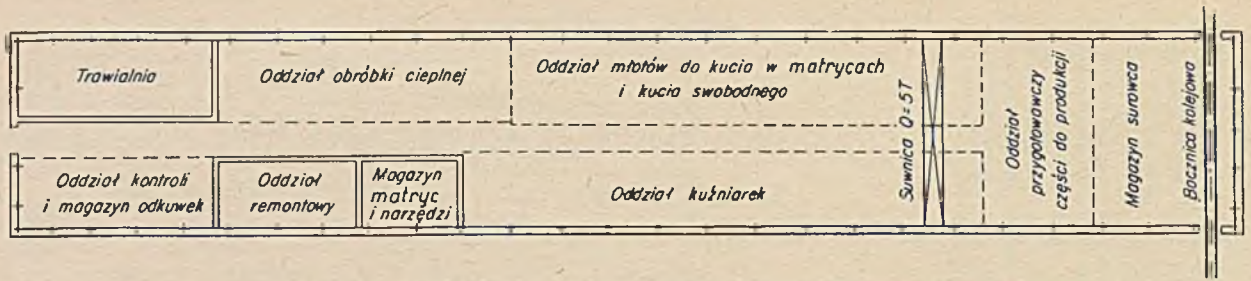 Trawialnia
Oddział obróbki cieplnej
Oddział młotów do kucia w matrycach
i kucia swobodnego
Suwnica Q=5T
Oddział
przygotowawczy
części do produkcji
Magazyn surowca
Bocznica kolejowa
Oddział kontroli
i magazyn odkuwek
Oddział
remontowy
Magazyn
matryc
i narzędzi
Oddział kuźniarek